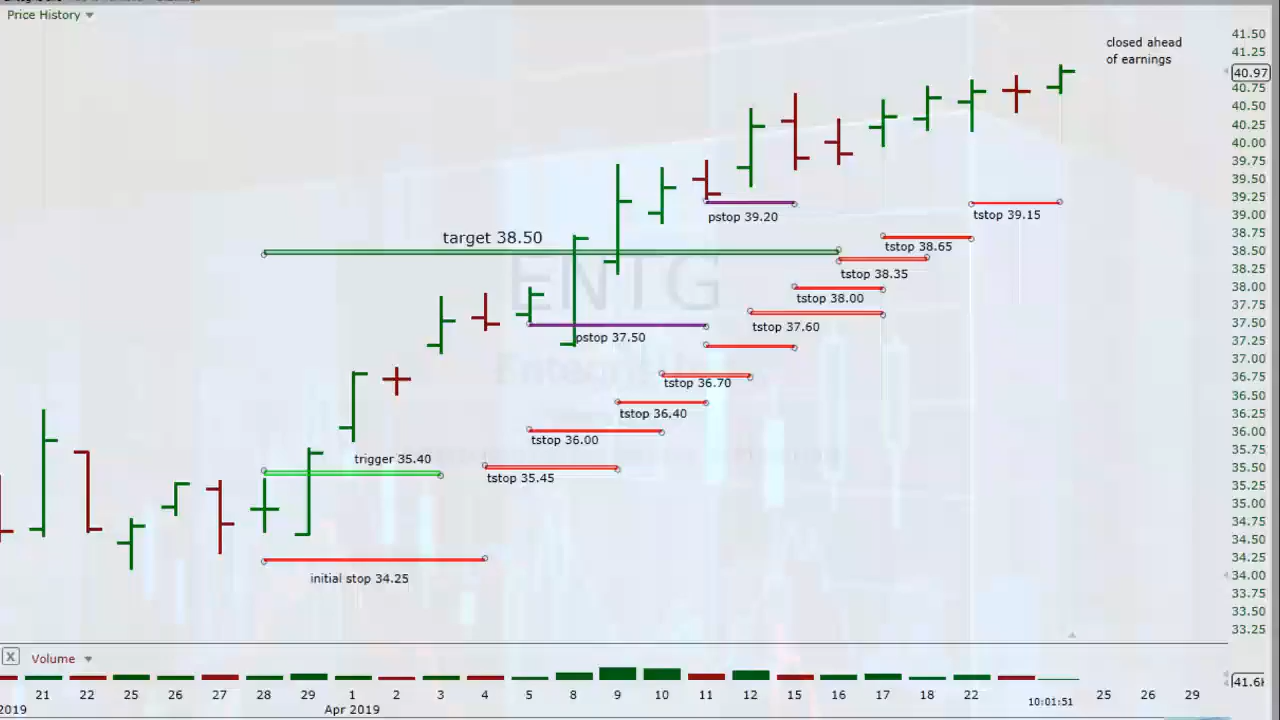 Price History
closed ahead
of earnings
41.50
41.25
40.97
40.75
40.50
40.25
40.00
39.75
39.50
39.25
39.00
38.75
38.50
38.25
38.00
37.75
37.50
37.25
37.00
36.75
36.50
36.25
36.00
35.75
35.50
35.25
35.00
34.75
34.50
34.25
34.00
33.75
33.50
33.25
pstop 39.20
tstop 39.15
target 38.50
tstop 38.65
ENTG
tstop 38.35
tstop 38.00
tstop 37.60
pstop 37.50
tstop 36.70
tstop 36.40
tstop 36.00
trigger 35.40
tstop 35.45
initial stop 34.25
X Volume
41.6k
21 22 25 26 27 28 29 1 2 3 4 5 8 9 10 11 12 15 16 17 18 22 10:01:51 25 26 29
2019 Apr 2019